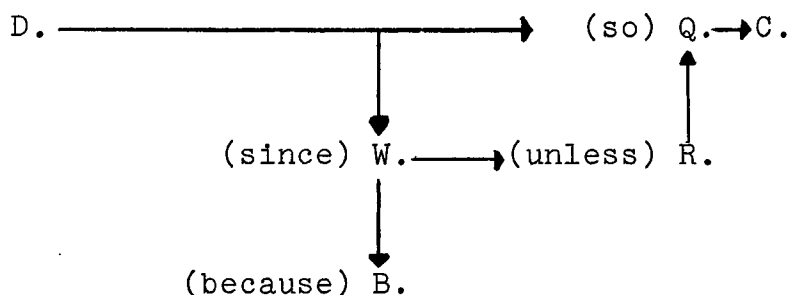 D. (so) Q. C.
(since) W. (unless) R.
(because) B.